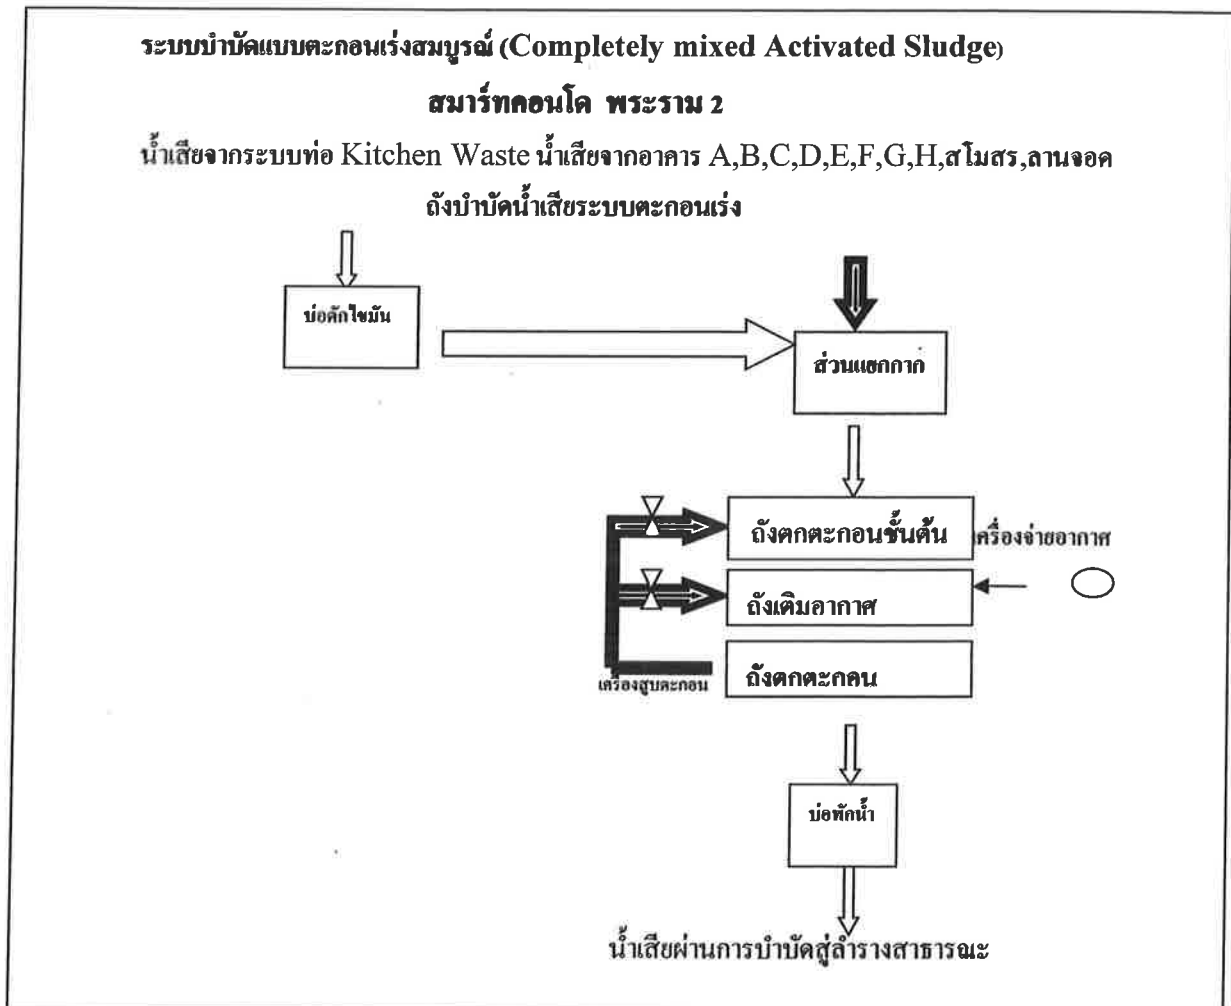 ระบบบำบัดแบบตะกอนเร่งสมบูรณ์ (Completely mixed Activated Sludge)
สมาร์ทคอนโด พระราม 2
น้ำเสียจากระบบท่อ Kitchen Waste น้ำเสียจากอาคาร A,B,C,D,E,F,G,H,สโมสร,ลานจอด
ถังบำบัดน้ำเสียระบบตะกอนเร่ง
บ่อดักไขมัน
ส่วนแยกกาก
ถังตกตะกอนชั้นต้น
เครื่องจ่ายอากาศ
ถังเติมอากาศ
ถังตกตะกคน
เครื่องสูบตะกอน
บ่อพักน้ำ
น้ำเสียผ่านการบำบัดสู่ลำรางสาธารณะ